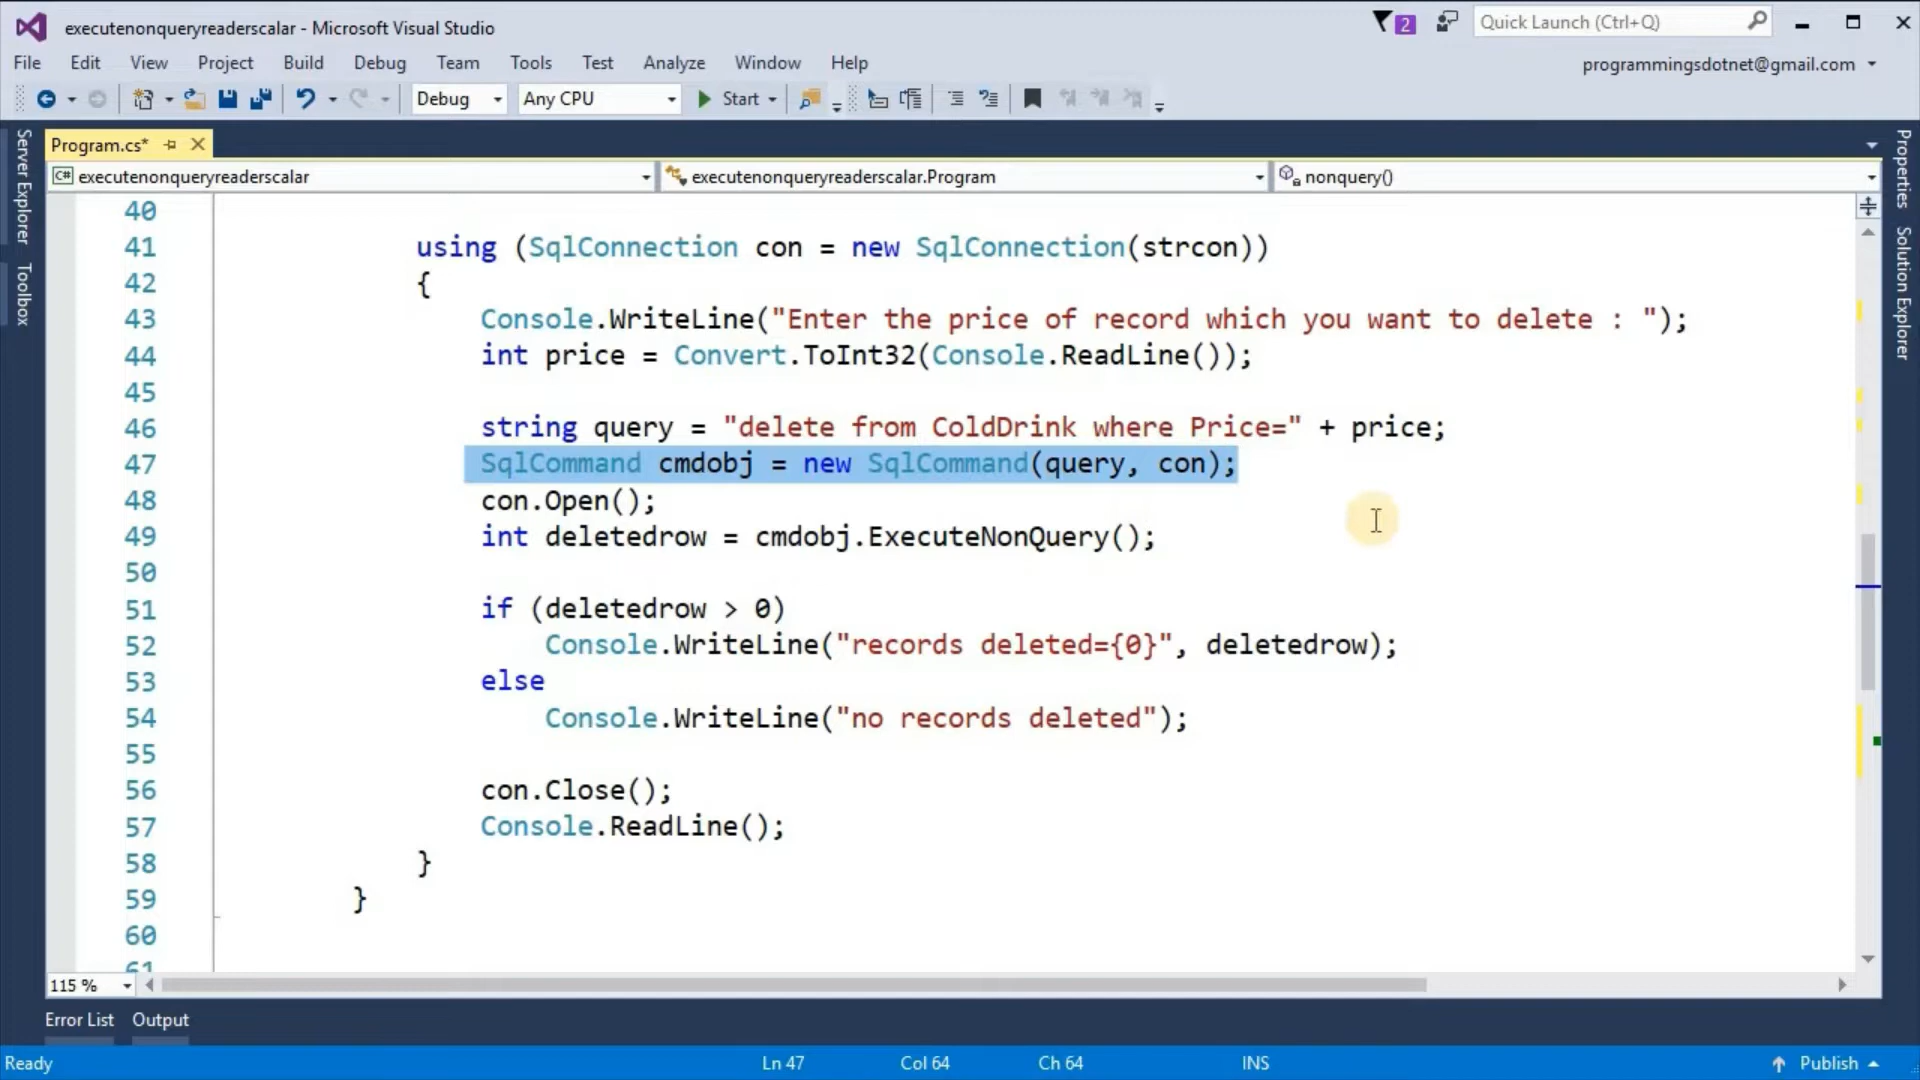 executenonqueryreaderscalar - Microsoft Visual Studio
2
Quick Launch (Ctrl+Q)
File Edit View Project Build Debug Team Tools Test Analyze Window Help
programmingsdotnet@gmail.com
Debug Any CPU Start
Program.cs*
C# executenonqueryreaderscalar executenonqueryreaderscalar.Program nonquery()
Server Explorer
Toolbox
Properties
Solution Explorer
40
41 using (SqlConnection con = new SqlConnection(strcon))
42 {
43 Console.WriteLine("Enter the price of record which you want to delete : ");
44 int price = Convert.ToInt32(Console.ReadLine());
45
46 string query = "delete from ColdDrink where Price=" + price;
47 SqlCommand cmdobj = new SqlCommand(query, con);
48 con.Open();
49 int deletedrow = cmdobj.ExecuteNonQuery();
50
51 if (deletedrow > 0)
52 Console.WriteLine("records deleted={0}", deletedrow);
53 else
54 Console.WriteLine("no records deleted");
55
56 con.Close();
57 Console.ReadLine();
58 }
59 }
60
61
115 %
Error List Output
Ready Ln 47 Col 64 Ch 64 INS Publish